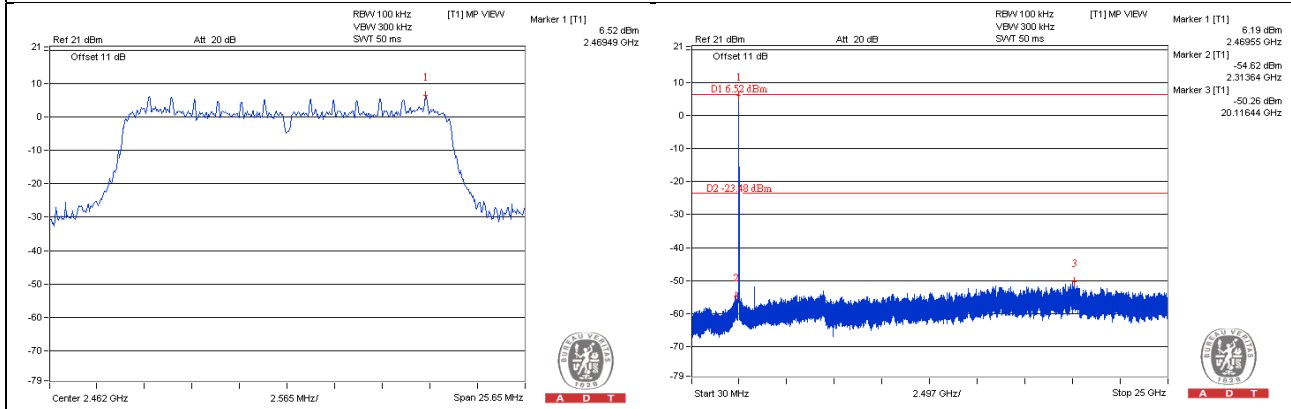 RBW 100 kHz [T1] MP VIEW
VBW 300 kHz
Ref 21 dBm Att 20 dB SWT 50 ms
Marker 1 [T1]
6.52 dBm
2.46949 GHz
21
Offset 11 dB
10
1
0
-10
-20
-30
-40
-50
-60
-70
-79
Center 2.462 GHz 2.565 MHz/ Span 25.65 MHz
BUREAU VERITAS
1828
A D T
RBW 100 kHz [T1] MP VIEW
VBW 300 kHz
Ref 21 dBm Att 20 dB SWT 50 ms
Marker 1 [T1]
6.19 dBm
2.46955 GHz
Marker 2 [T1]
-54.62 dBm
2.31364 GHz
Marker 3 [T1]
-50.26 dBm
20.11644 GHz
21
Offset 11 dB
10
1
D1 6.52 dBm
0
-10
-20
D2 -23.48 dBm
-30
-40
-50
2
3
-60
-70
-79
Start 30 MHz 2.497 GHz/ Stop 25 GHz
BUREAU VERITAS
1828
A D T